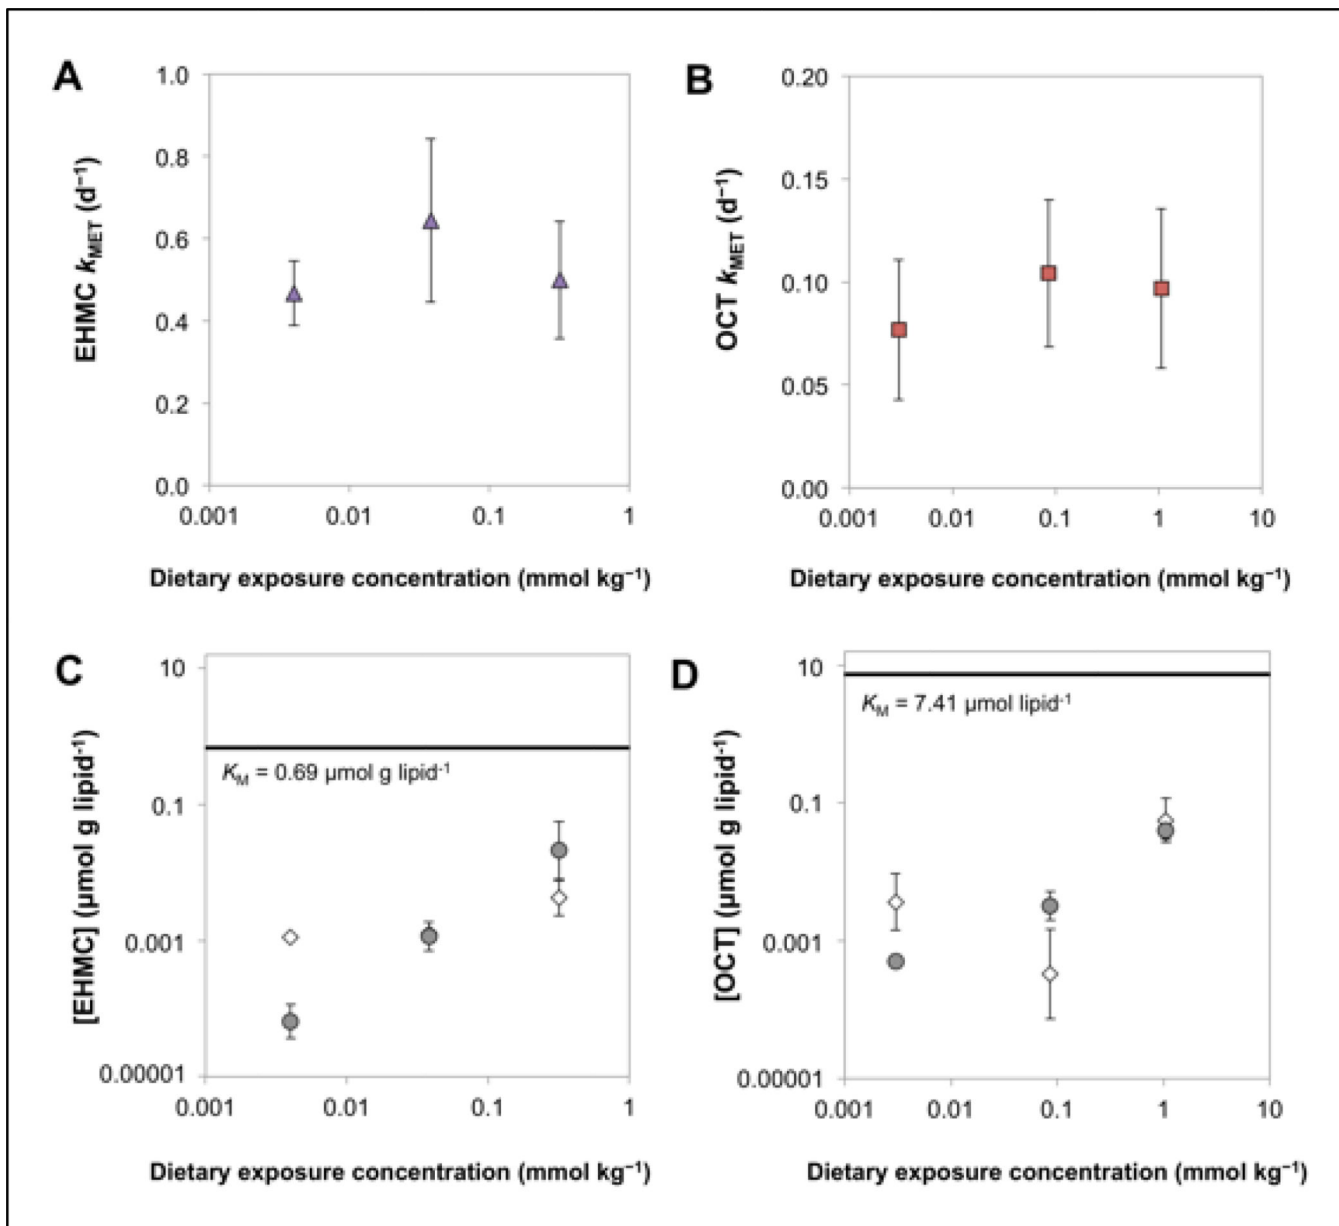 A
EHMC kMET (d−1)
1.0
0.8
0.6
0.4
0.2
0.0
0.001 0.01 0.1 1
Dietary exposure concentration (mmol kg−1)
B
OCT kMET (d−1)
0.20
0.15
0.10
0.05
0.00
0.001 0.01 0.1 1 10
Dietary exposure concentration (mmol kg−1)
C
[EHMC] (μmol g lipid-1)
10
KM = 0.69 μmol g lipid-1
0.1
0.001
0.00001
0.001 0.01 0.1 1
Dietary exposure concentration (mmol kg−1)
D
[OCT] (μmol g lipid-1)
10
KM = 7.41 μmol lipid-1
0.1
0.001
0.00001
0.001 0.01 0.1 1 10
Dietary exposure concentration (mmol kg−1)